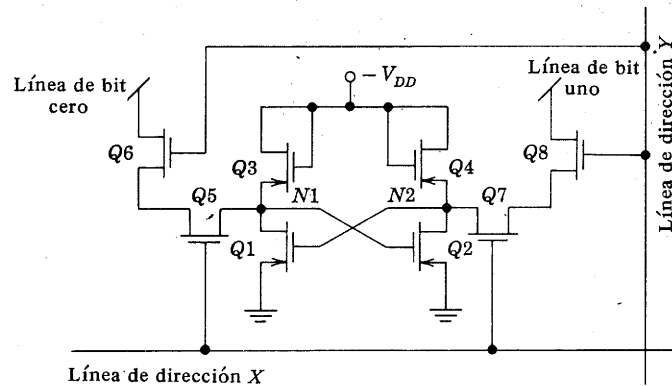 Línea de bit
cero
− V_DD
Línea de bit
uno
Línea de dirección Y
Q6
Q3
Q4
Q8
Q5
N1
N2
Q7
Q1
Q2
Línea de dirección X